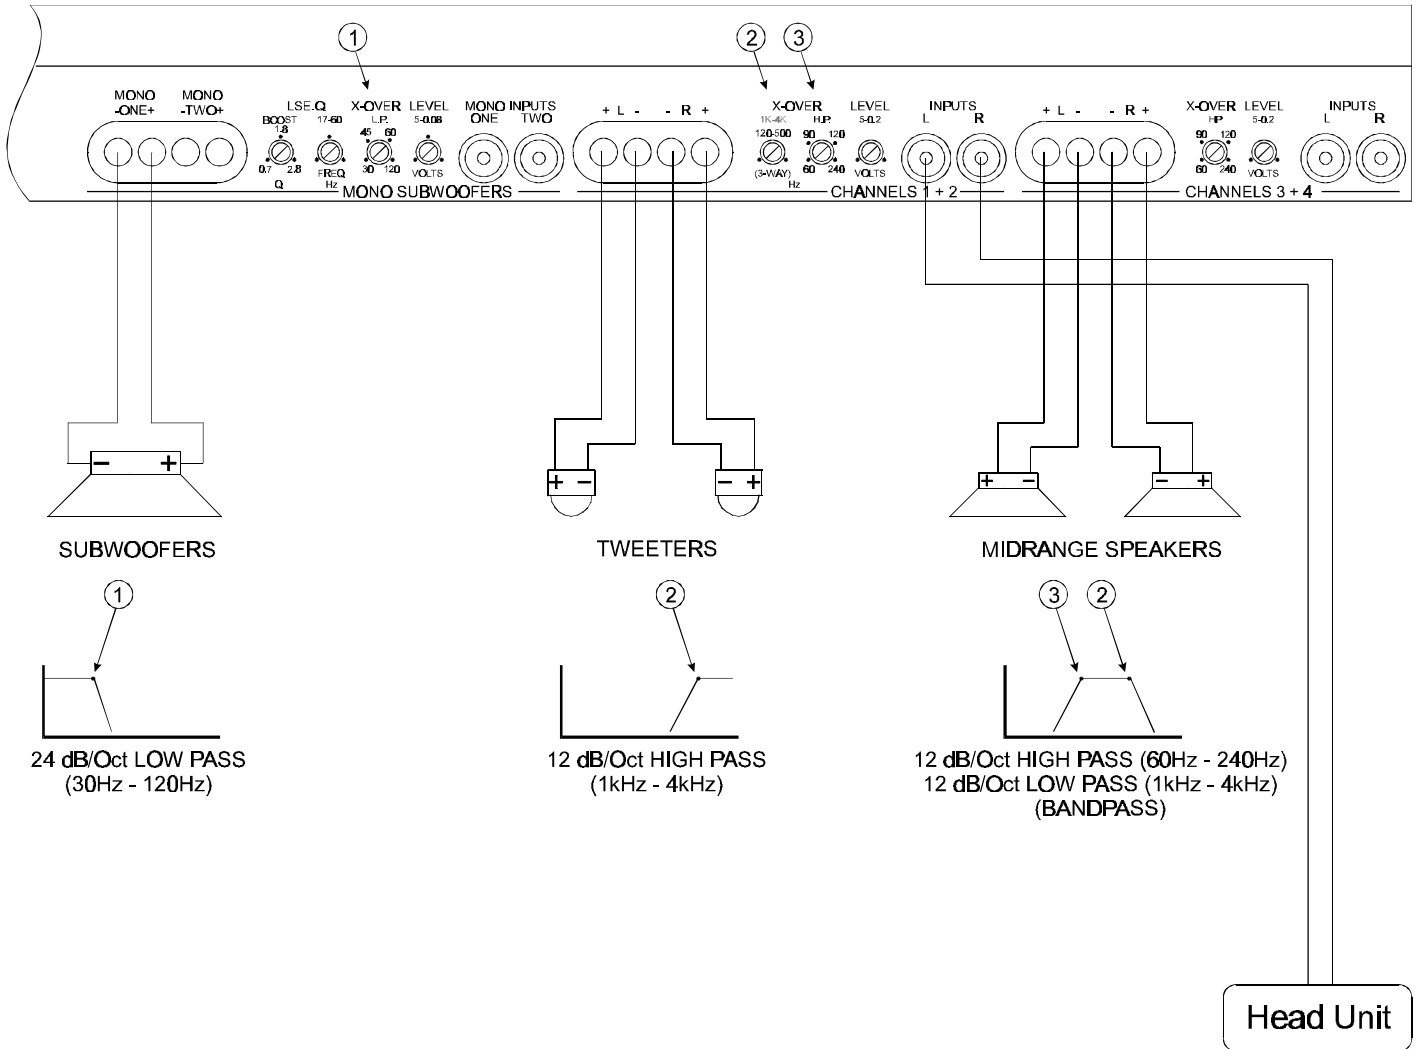 1
2
3
MONO
-ONE+
MONO
-TWO+
LSE.Q
BOOST
1.8
0.7
2.8
Q
17-60
FREQ
Hz
X-OVER
L.P.
45
60
30
120
LEVEL
5-0.08
VOLTS
MONO INPUTS
ONE
TWO
MONO SUBWOOFERS
+ L -
- R +
X-OVER
1K-4K
120-500
(3-WAY)
H.P.
90
120
60
240
Hz
LEVEL
5-0.2
VOLTS
INPUTS
L
R
CHANNELS 1 + 2
+ L -
- R +
X-OVER
HP
90
120
60
240
LEVEL
5-0.2
VOLTS
INPUTS
L
R
CHANNELS 3 + 4
- +
+ -
- +
+ -
- +
SUBWOOFERS
TWEETERS
MIDRANGE SPEAKERS
1
2
3
2
24 dB/Oct LOW PASS
(30Hz - 120Hz)
12 dB/Oct HIGH PASS
(1kHz - 4kHz)
12 dB/Oct HIGH PASS (60Hz - 240Hz)
12 dB/Oct LOW PASS (1kHz - 4kHz)
(BANDPASS)
Head Unit